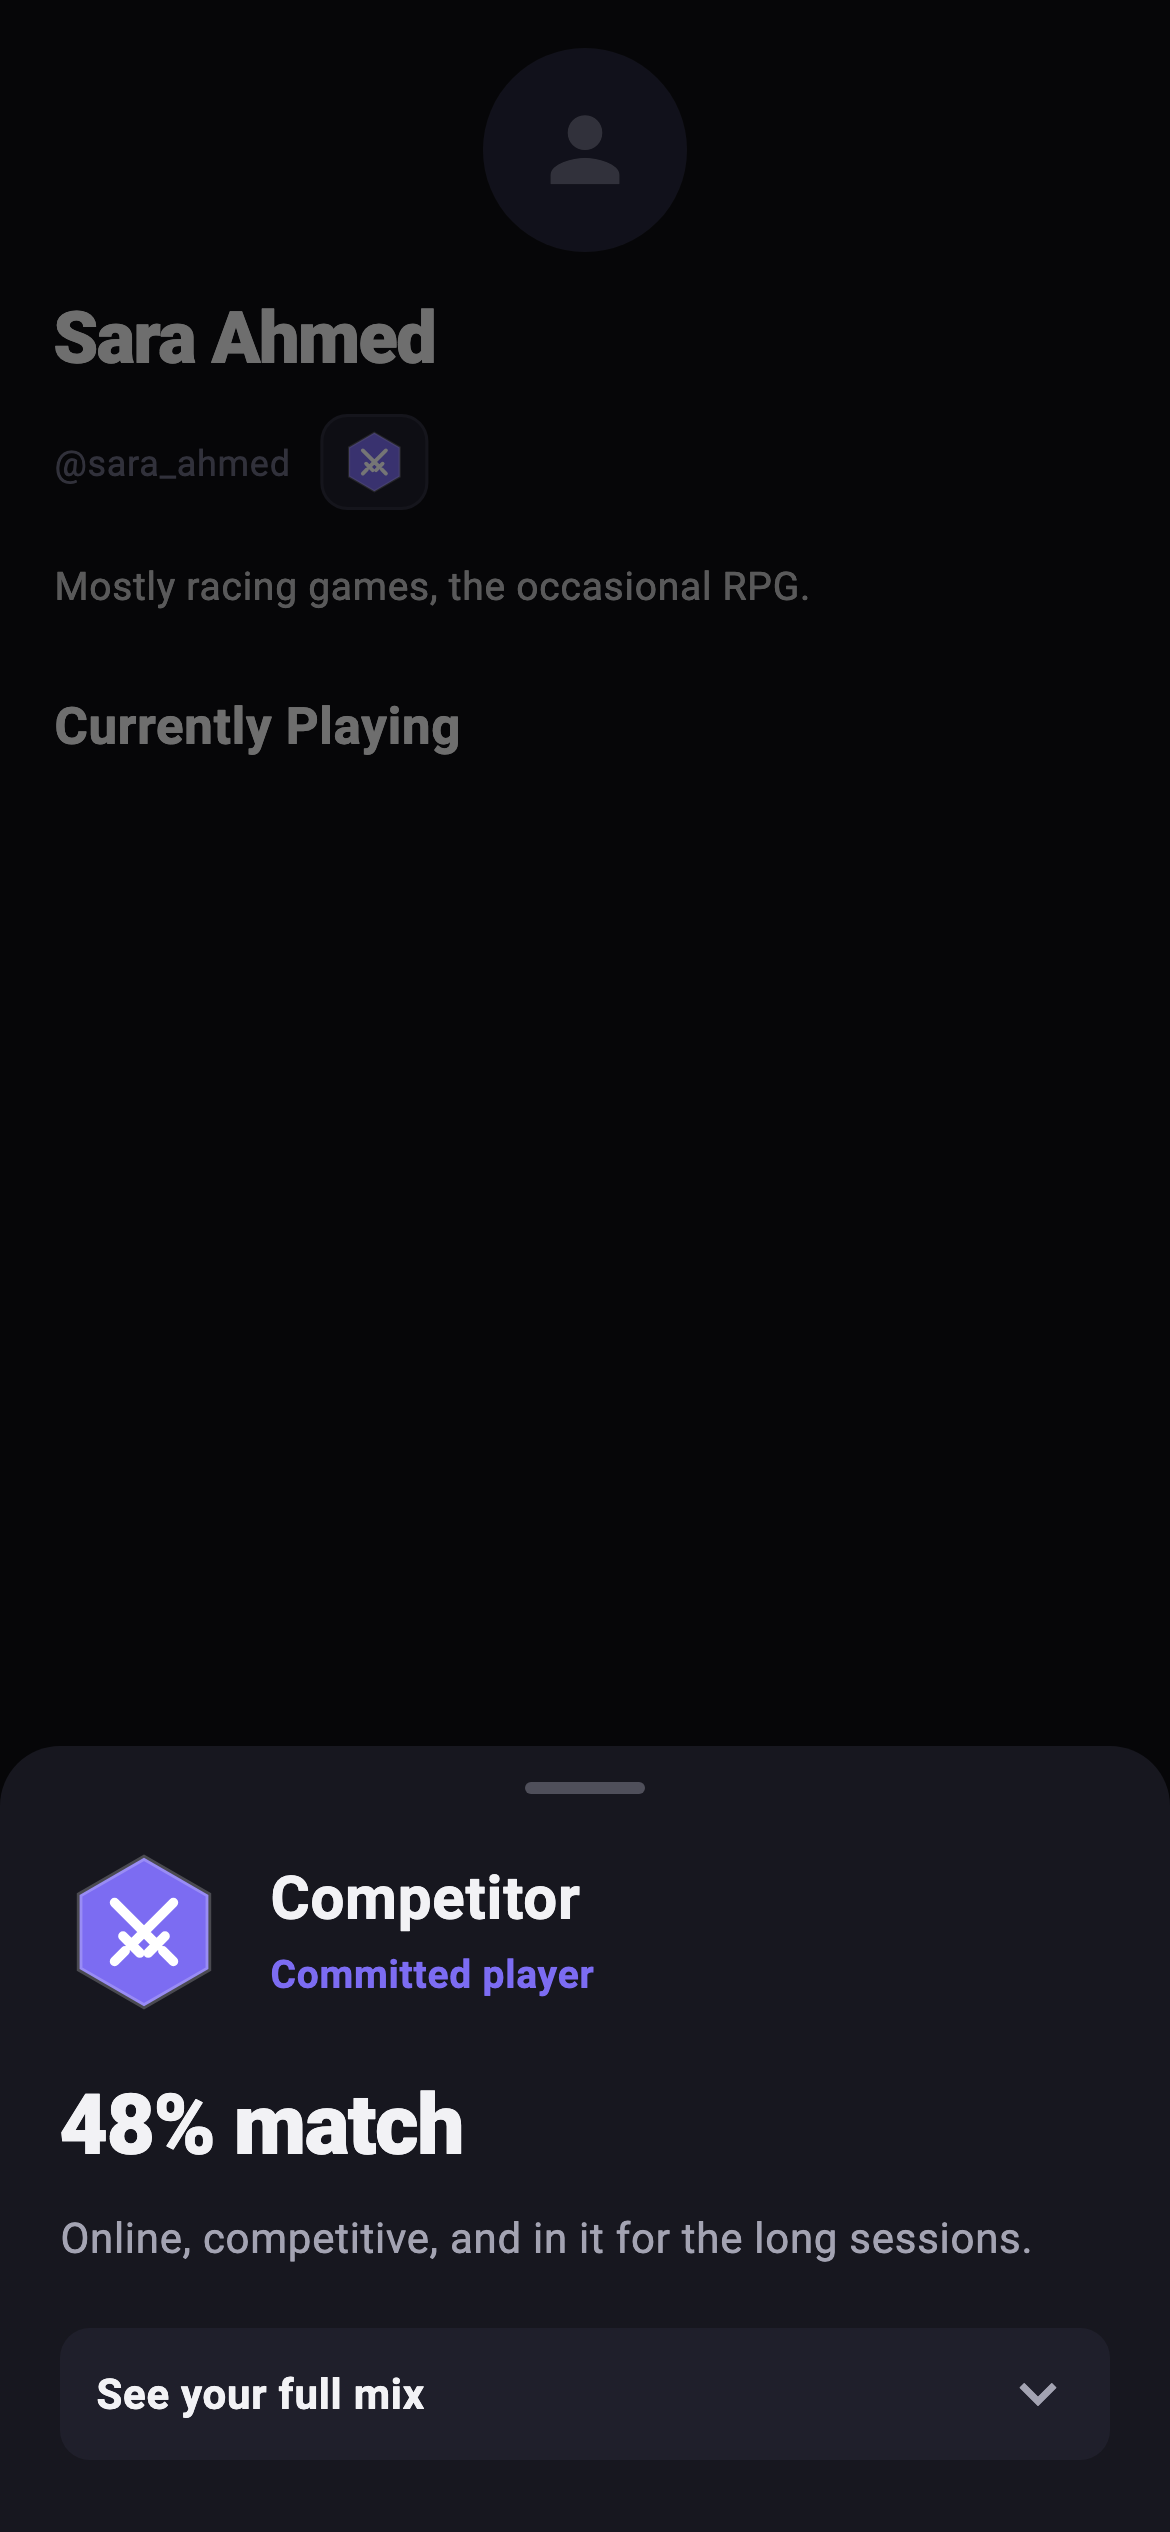 Sara Ahmed
@sara_ahmed
Mostly racing games, the occasional RPG.
Currently Playing
Competitor
Committed player
48% match
Online, competitive, and in it for the long sessions.
See your full mix